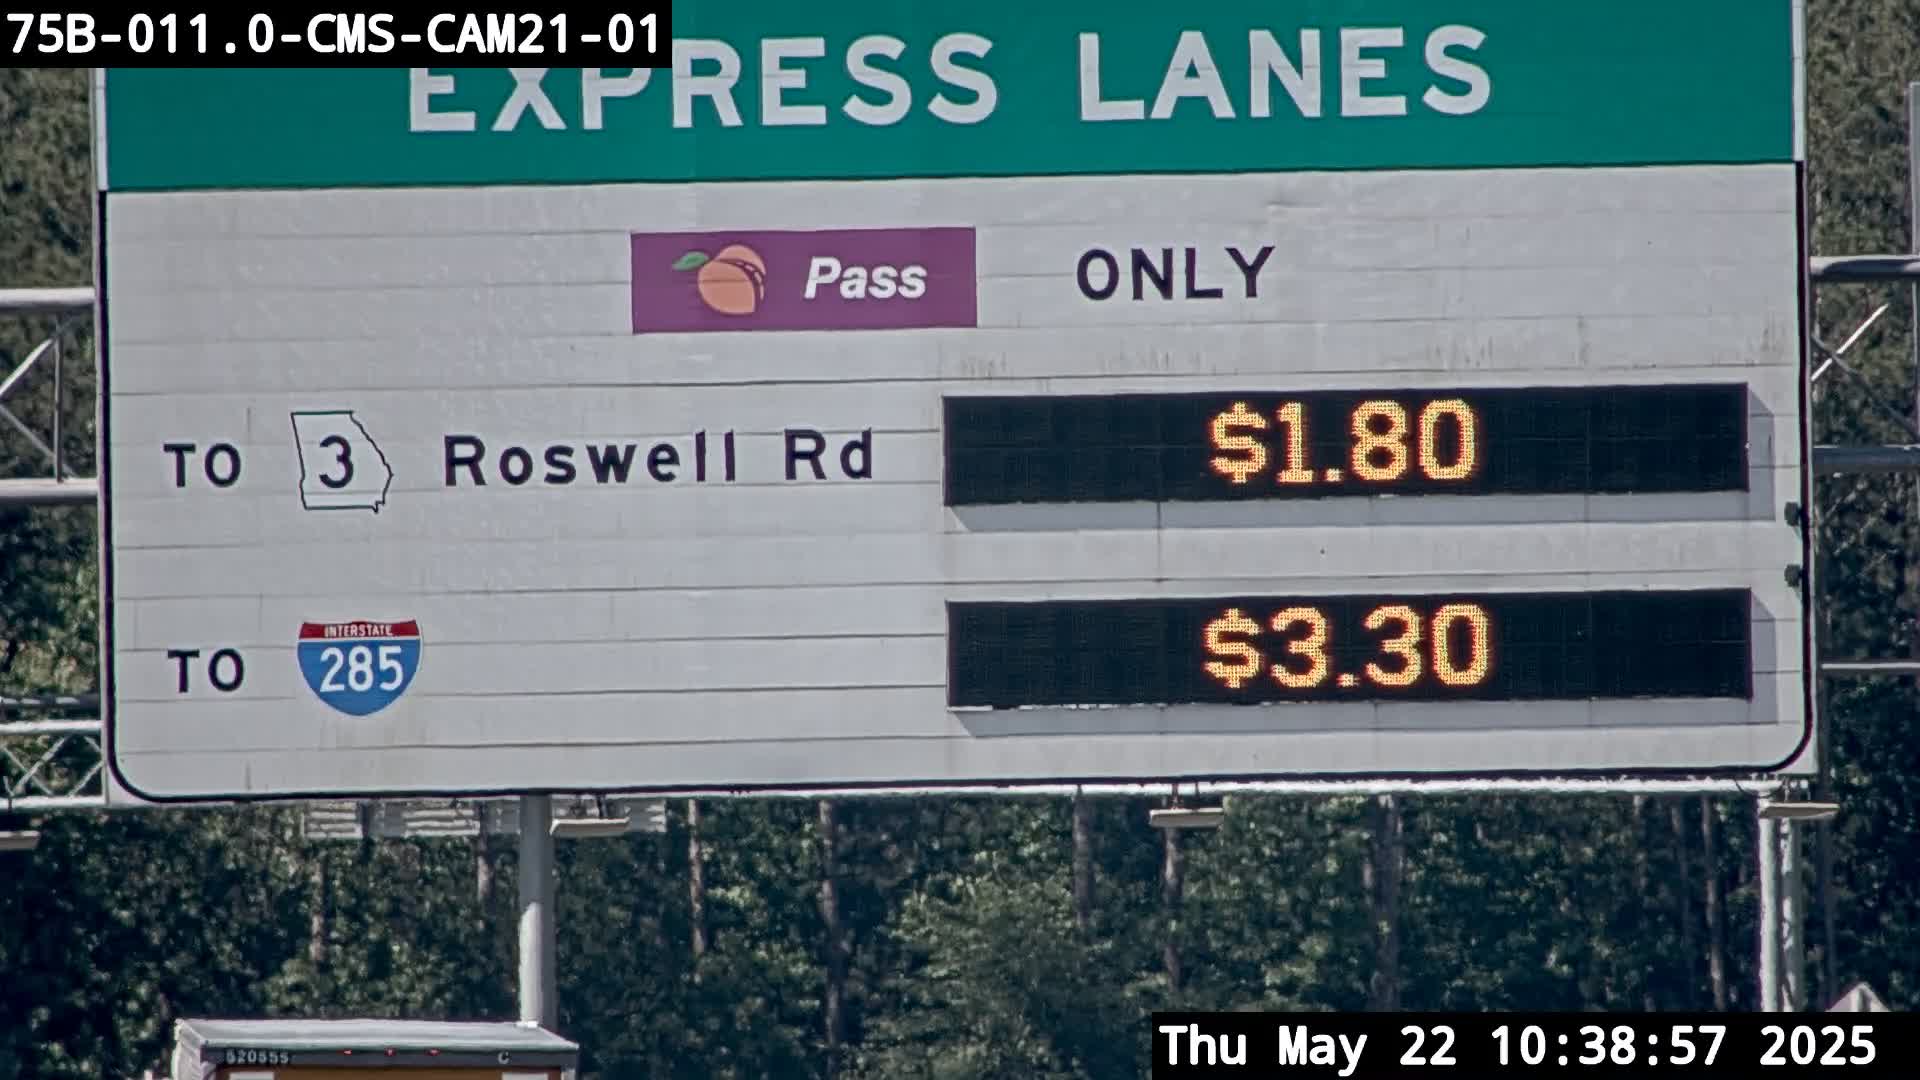 75B-011.0-CMS-CAM21-01
EXPRESS LANES
Pass ONLY
TO 3 Roswell Rd $1.80
INTERSTATE
TO 285 $3.30
520555 C
Thu May 22 10:38:57 2025